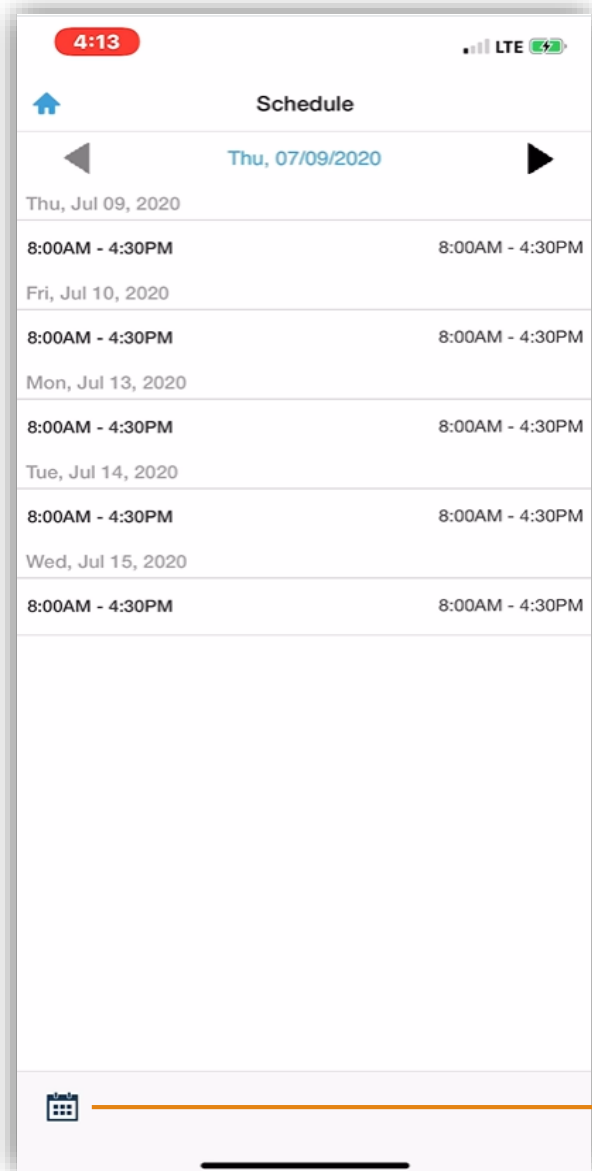 4:13 LTE
Schedule
Thu, 07/09/2020
Thu, Jul 09, 2020
8:00AM - 4:30PM 8:00AM - 4:30PM
Fri, Jul 10, 2020
8:00AM - 4:30PM 8:00AM - 4:30PM
Mon, Jul 13, 2020
8:00AM - 4:30PM 8:00AM - 4:30PM
Tue, Jul 14, 2020
8:00AM - 4:30PM 8:00AM - 4:30PM
Wed, Jul 15, 2020
8:00AM - 4:30PM 8:00AM - 4:30PM